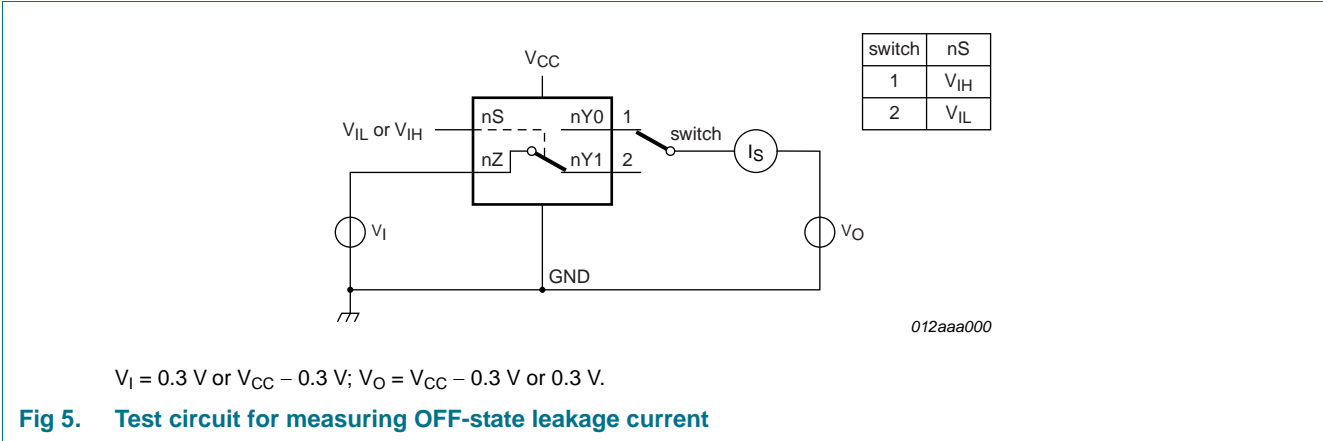 VCC
switch nS
1 VIH
2 VIL
nS nY0 1
VIL or VIH
switch
IS
nZ nY1 2
VI
VO
GND
012aaa000
VI = 0.3 V or VCC − 0.3 V; VO = VCC − 0.3 V or 0.3 V.
Fig 5. Test circuit for measuring OFF-state leakage current